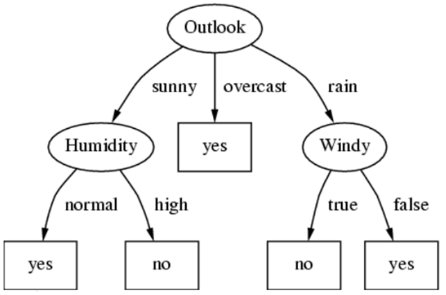 Outlook
sunny overcast rain
Humidity yes Windy
normal high true false
yes no no yes